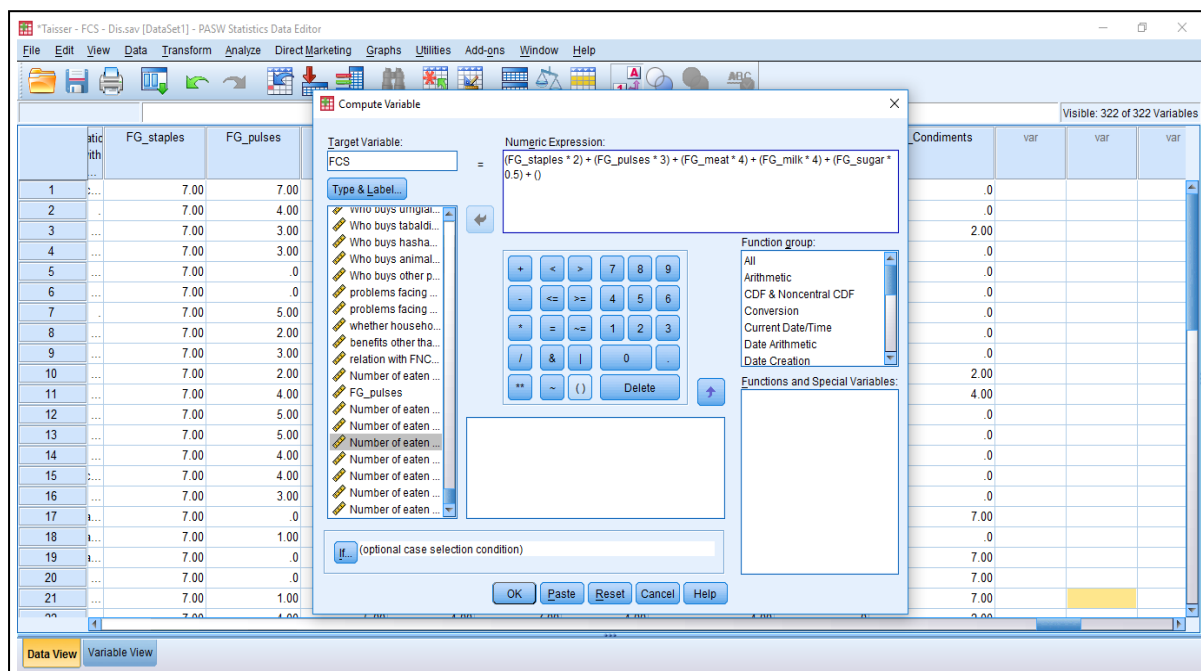 *Taisser - FCS - Dis.sav [DataSet1] - PASW Statistics Data Editor
File Edit View Data Transform Analyze Direct Marketing Graphs Utilities Add-ons Window Help
Visible: 322 of 322 Variables
FG_staples FG_pulses _Condiments var var var
1 7.00 7.00 .0
2 7.00 4.00 .0
3 7.00 3.00 2.00
4 7.00 3.00 .0
5 7.00 .0 .0
6 7.00 .0 .0
7 7.00 5.00 .0
8 7.00 2.00 .0
9 7.00 3.00 .0
10 7.00 2.00 2.00
11 7.00 4.00 4.00
12 7.00 5.00 .0
13 7.00 5.00 .0
14 7.00 4.00 .0
15 7.00 4.00 .0
16 7.00 3.00 .0
17 7.00 .0 7.00
18 7.00 1.00 .0
19 7.00 .0 7.00
20 7.00 .0 7.00
21 7.00 1.00 7.00
Compute Variable
Target Variable:
FCS
=
Numeric Expression:
(FG_staples * 2) + (FG_pulses * 3) + (FG_meat * 4) + (FG_milk * 4) + (FG_sugar *
0.5) + ()
Type & Label...
Who buys tabaldi...
Who buys hasha...
Who buys animal...
Who buys other p...
problems facing ...
problems facing ...
whether househo...
benefits other tha...
relation with FNC...
Number of eaten ...
FG_pulses
Number of eaten ...
Number of eaten ...
Number of eaten ...
Number of eaten ...
Number of eaten ...
Number of eaten ...
Number of eaten ...
+ < > 7 8 9
- <= >= 4 5 6
* = ~= 1 2 3
/ & | 0 .
** ~ ( ) Delete
Function group:
All
Arithmetic
CDF & Noncentral CDF
Conversion
Current Date/Time
Date Arithmetic
Date Creation
Functions and Special Variables:
If... (optional case selection condition)
OK Paste Reset Cancel Help
Data View Variable View